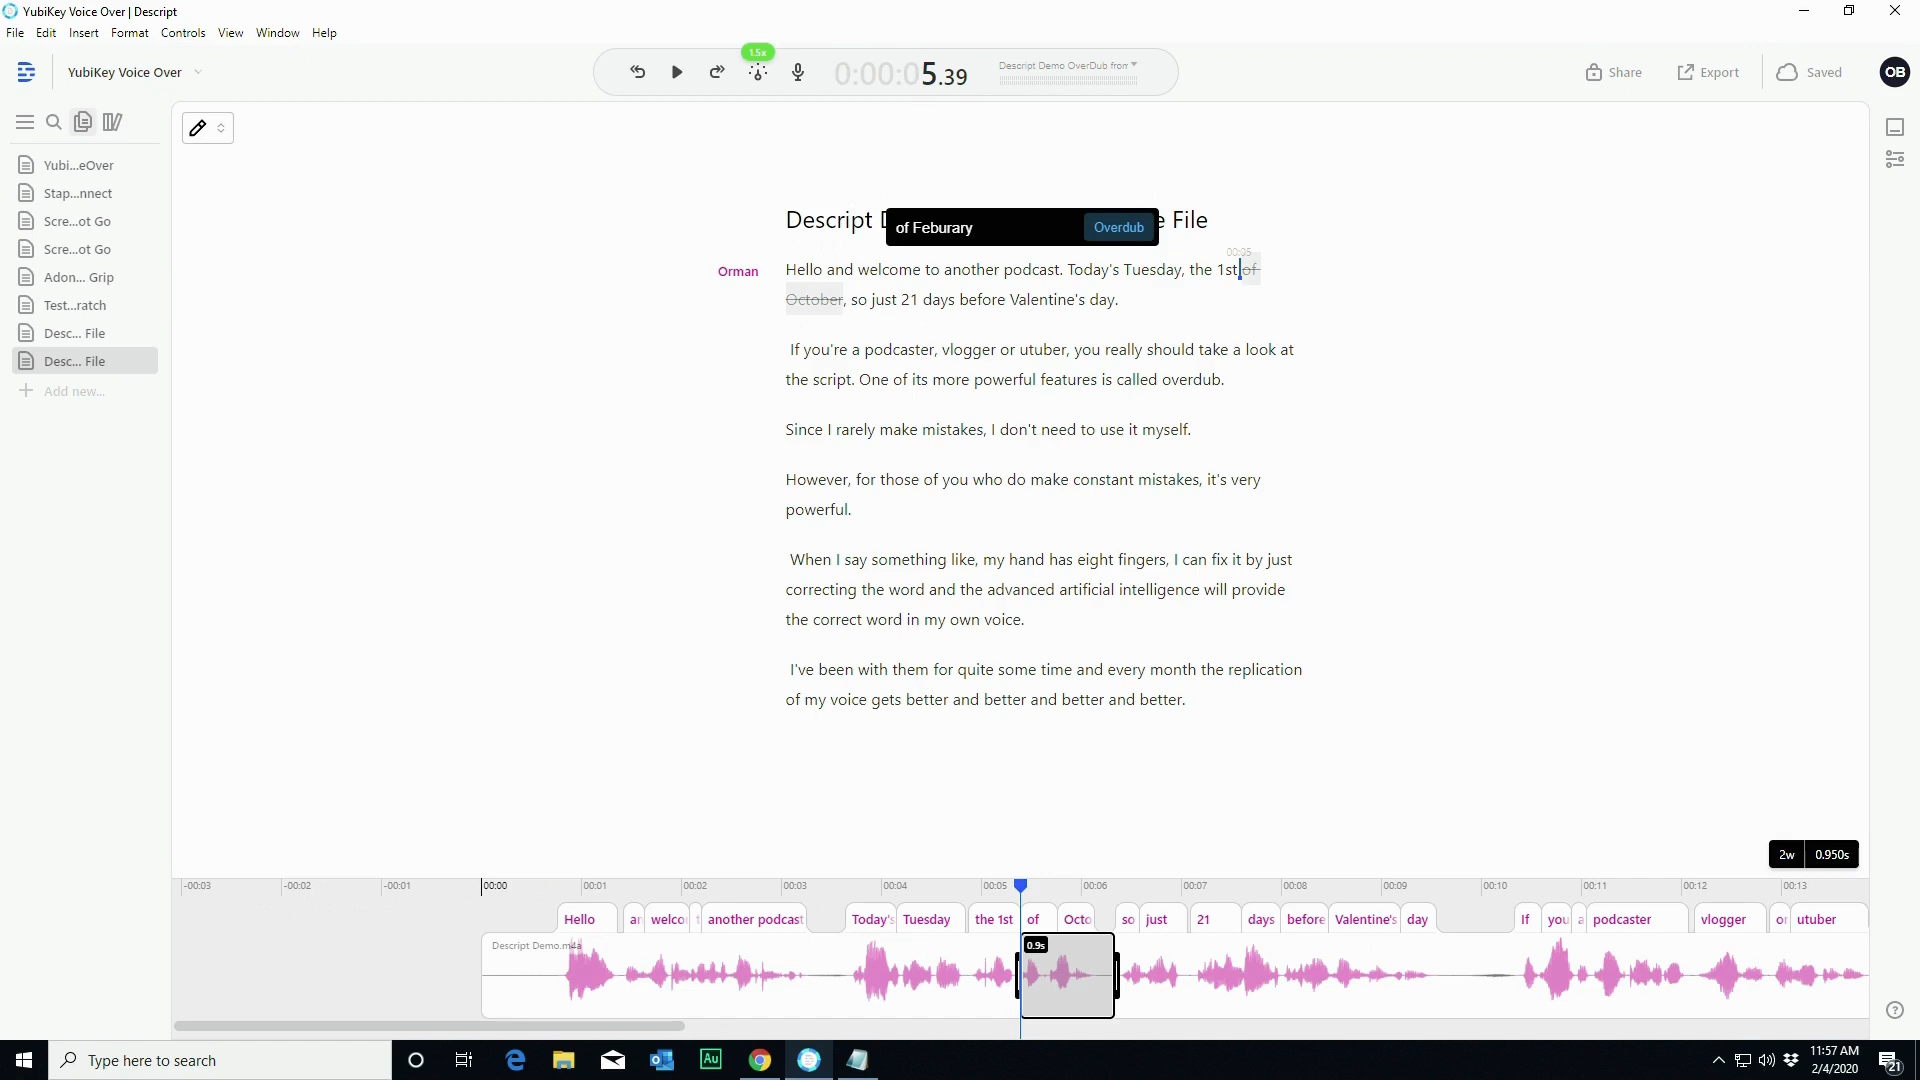 YubiKey Voice Over | Descript
File Edit Insert Format Controls View Window Help
YubiKey Voice Over
1.5x
0:00:05.39
Descript Demo OverDub from
Share
Export
Saved
OB
Yubi...eOver
Stap...nnect
Scre...ot Go
Scre...ot Go
Adon... Grip
Test...ratch
Desc... File
Desc... File
Add new...
Descript D
e File
of Feburary
Overdub
00:05
Orman
Hello and welcome to another podcast. Today's Tuesday, the 1st of
October, so just 21 days before Valentine's day.
If you're a podcaster, vlogger or utuber, you really should take a look at
the script. One of its more powerful features is called overdub.
Since I rarely make mistakes, I don't need to use it myself.
However, for those of you who do make constant mistakes, it's very
powerful.
When I say something like, my hand has eight fingers, I can fix it by just
correcting the word and the advanced artificial intelligence will provide
the correct word in my own voice.
I've been with them for quite some time and every month the replication
of my voice gets better and better and better and better.
2w 0.950s
-00:03 -00:02 -00:01 00:00 00:01 00:02 00:03 00:04 00:05 00:06 00:07 00:08 00:09 00:10 00:11 00:12 00:13
Hello an welco t another podcast Today's Tuesday the 1st of Octo so just 21 days before Valentine's day If you a podcaster vlogger or utuber
Descript Demo.m4a
0.9s
Type here to search
Au
11:57 AM
2/4/2020
21